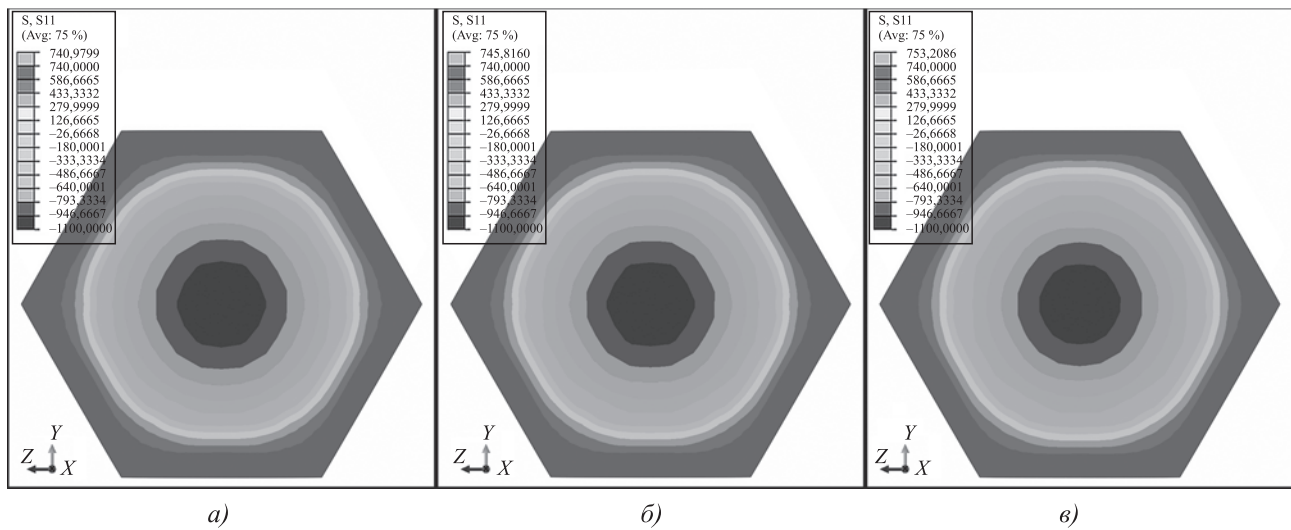 S, S11
(Avg: 75 %)
740,9799
740,0000
586,6665
433,3332
279,9999
126,6665
–26,6668
–180,0001
–333,3334
–486,6667
–640,0001
–793,3334
–946,6667
–1100,0000
Y
Z
X
а)
S, S11
(Avg: 75 %)
745,8160
740,0000
586,6665
433,3332
279,9999
126,6665
–26,6668
–180,0001
–333,3334
–486,6667
–640,0001
–793,3334
–946,6667
–1100,0000
Y
Z
X
б)
S, S11
(Avg: 75 %)
753,2086
740,0000
586,6665
433,3332
279,9999
126,6665
–26,6668
–180,0001
–333,3334
–486,6667
–640,0001
–793,3334
–946,6667
–1100,0000
Y
Z
X
в)